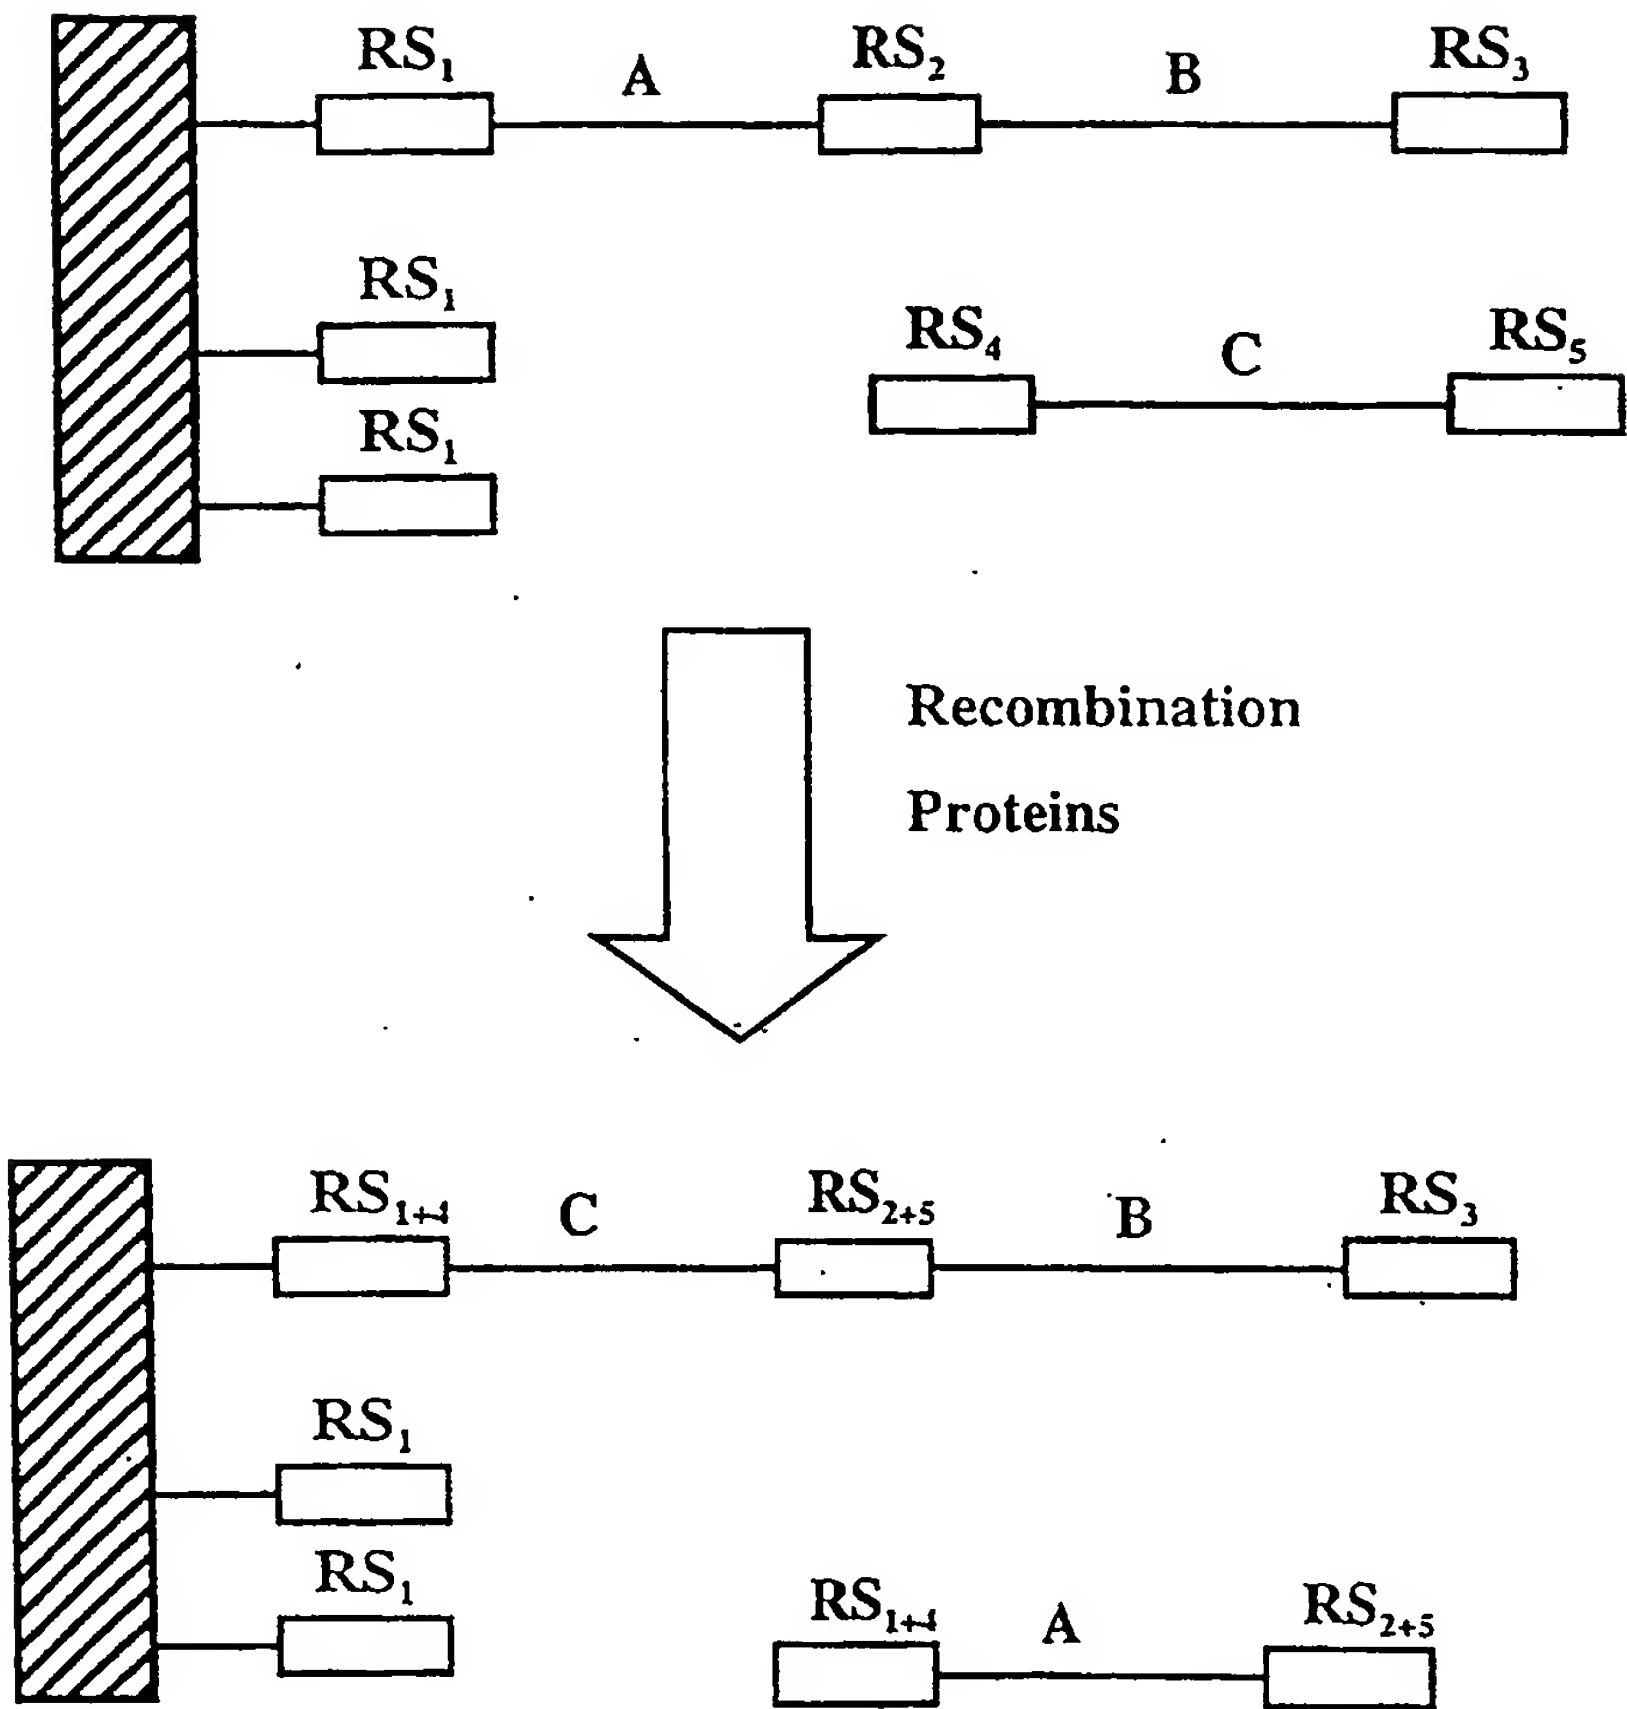 RS₁ A RS₂ B RS₃
RS₁
RS₄ C RS₅
RS₁
Recombination
Proteins
RS₁₊₄ C RS₂₊₅ B RS₃
RS₁
RS₁
RS₁₊₄ A RS₂₊₅